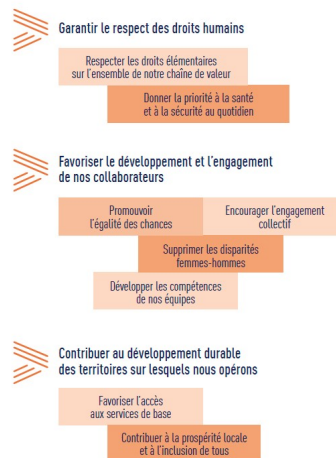 Garantir le respect des droits humains
Respecter les droits élémentaires
sur l'ensemble de notre chaîne de valeur
Donner la priorité à la santé
et à la sécurité au quotidien
Favoriser le développement et l'engagement
de nos collaborateurs
Promouvoir
l'égalité des chances
Encourager l'engagement
collectif
Supprimer les disparités
femmes-hommes
Développer les compétences
de nos équipes
Contribuer au développement durable
des territoires sur lesquels nous opérons
Favoriser l'accès
aux services de base
Contribuer à la prospérité locale
et à l'inclusion de tous